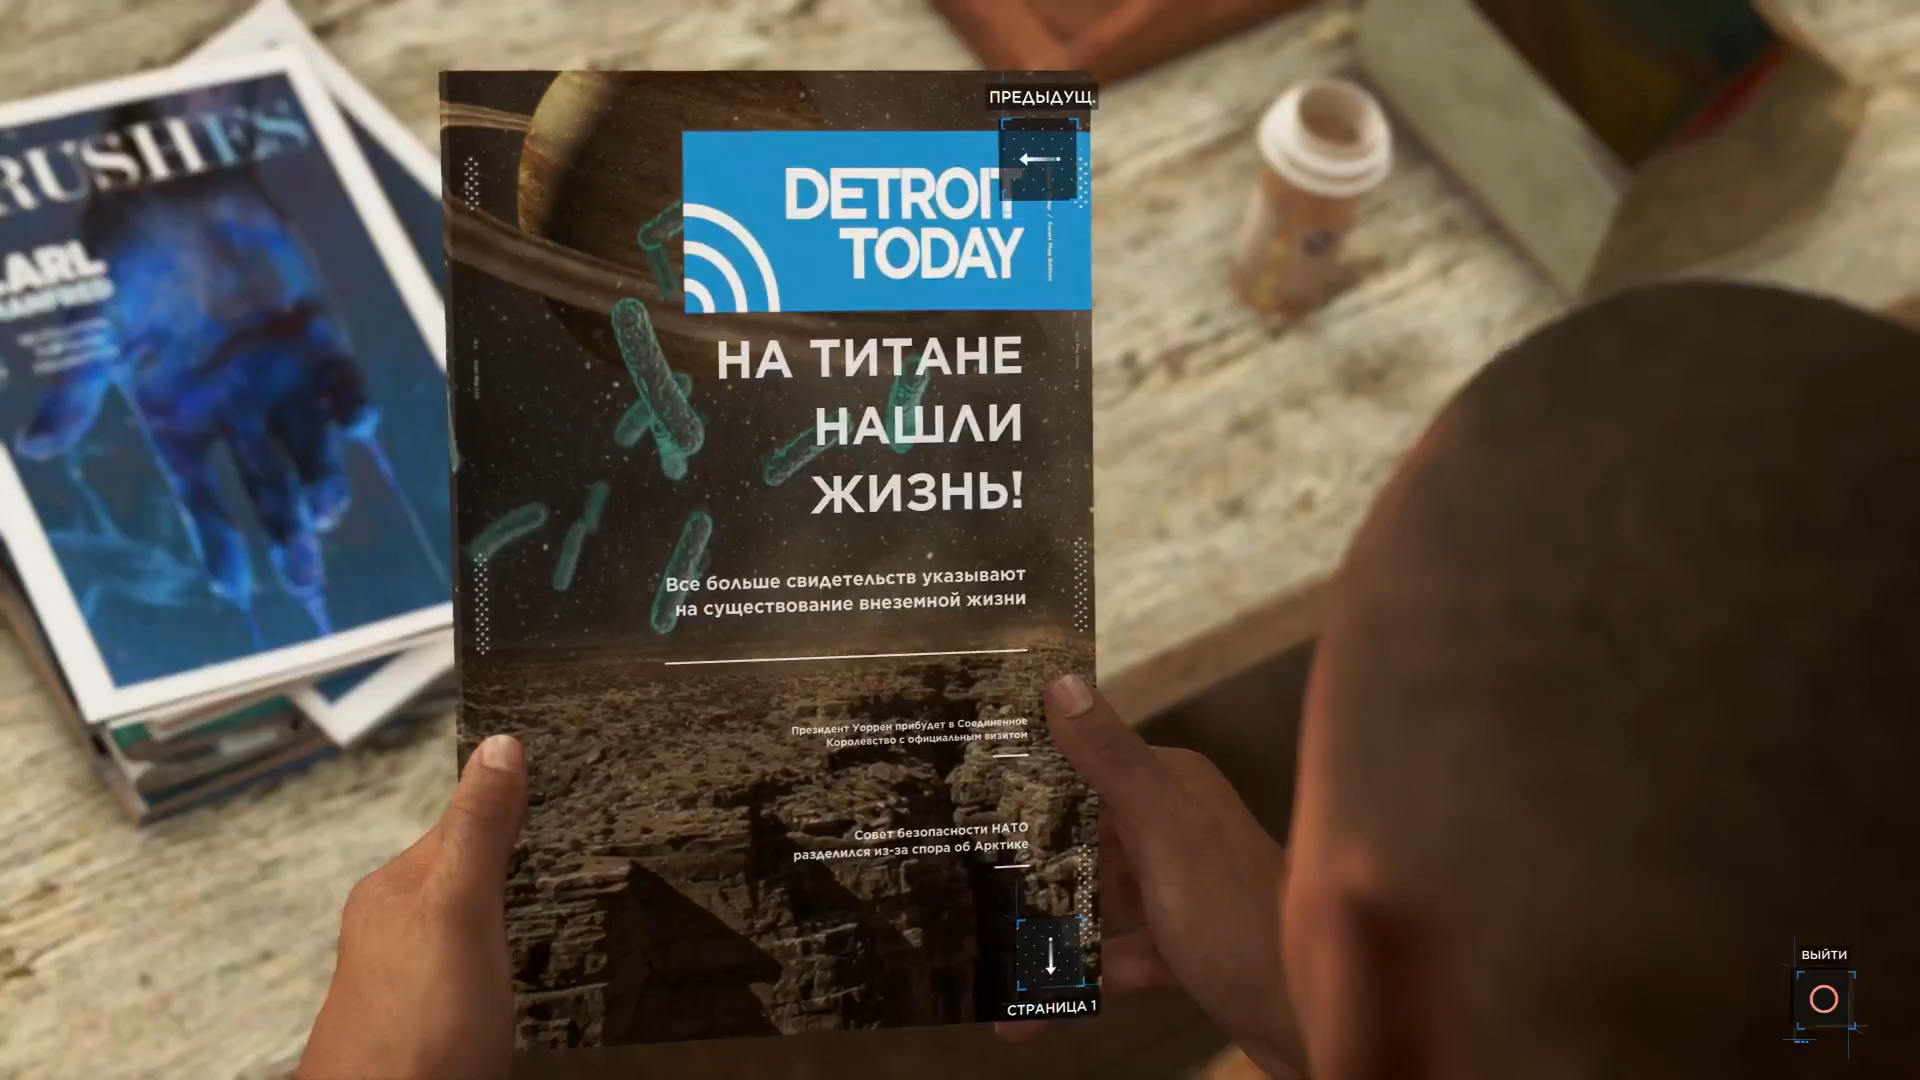 RUSHES
ПРЕДЫДУЩ.
DETROIT
TODAY
НА ТИТАНЕ
НАШЛИ
ЖИЗНЬ!
Все больше свидетельств указывают
на существование внеземной жизни
Президент Уоррен прибудет в Соединенное
Королевство с официальным визитом
Совет безопасности НАТО
разделился из-за спора об Арктике
СТРАНИЦА 1
ВЫЙТИ